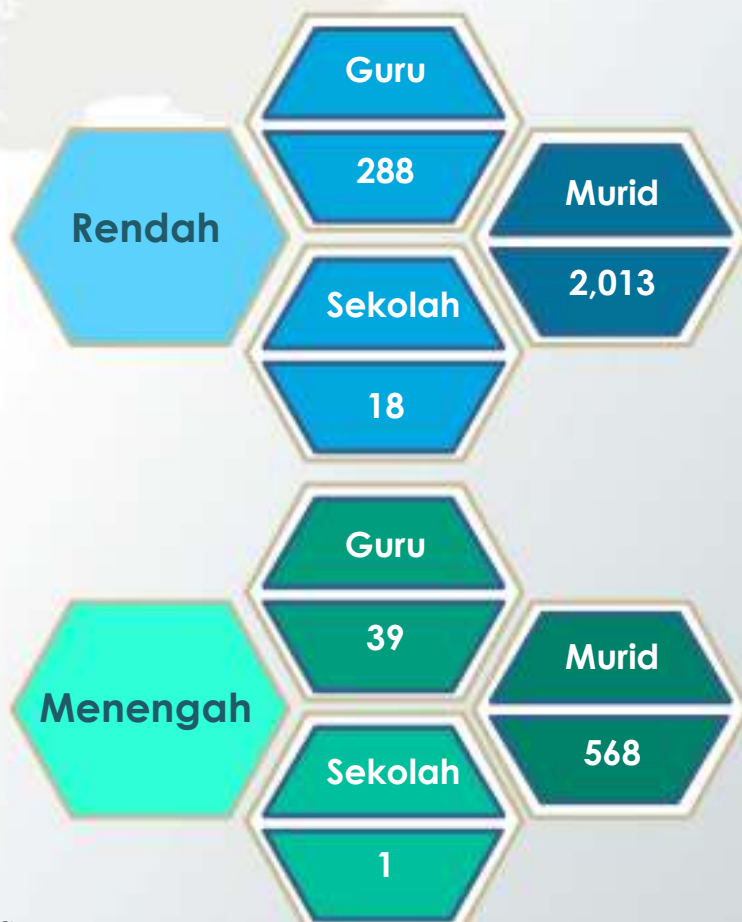 Rendah
Guru
288
Murid
2,013
Sekolah
18
Menengah
Guru
39
Murid
568
Sekolah
1